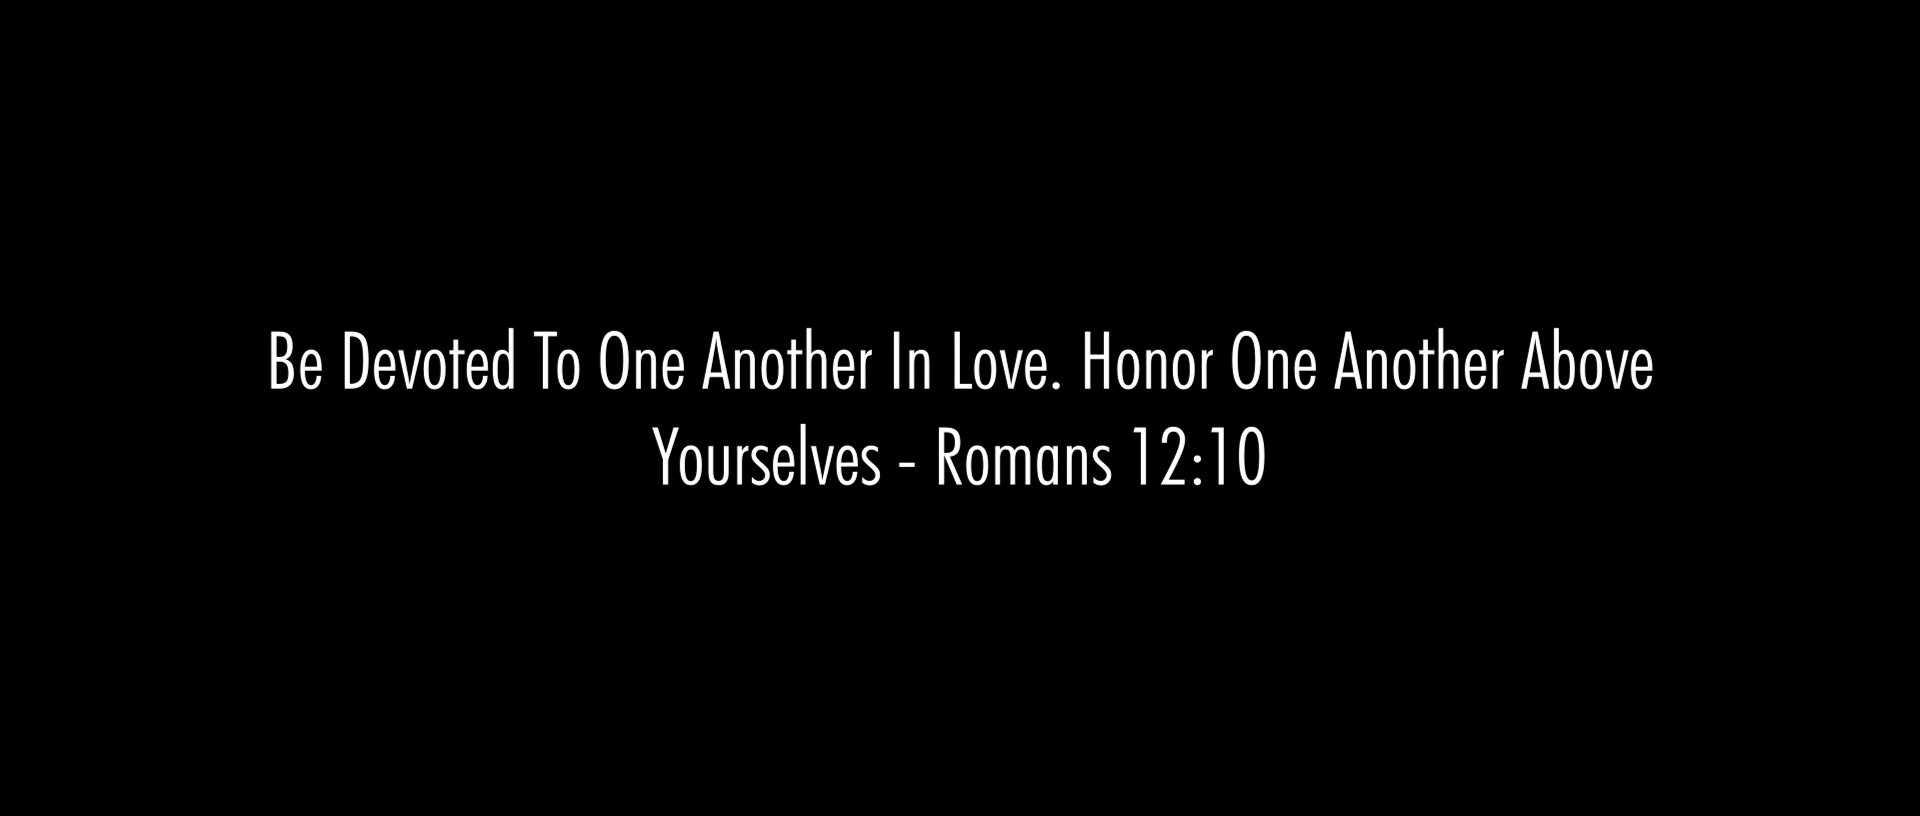 Be Devoted To One Another In Love. Honor One Another Above
Yourselves - Romans 12:10